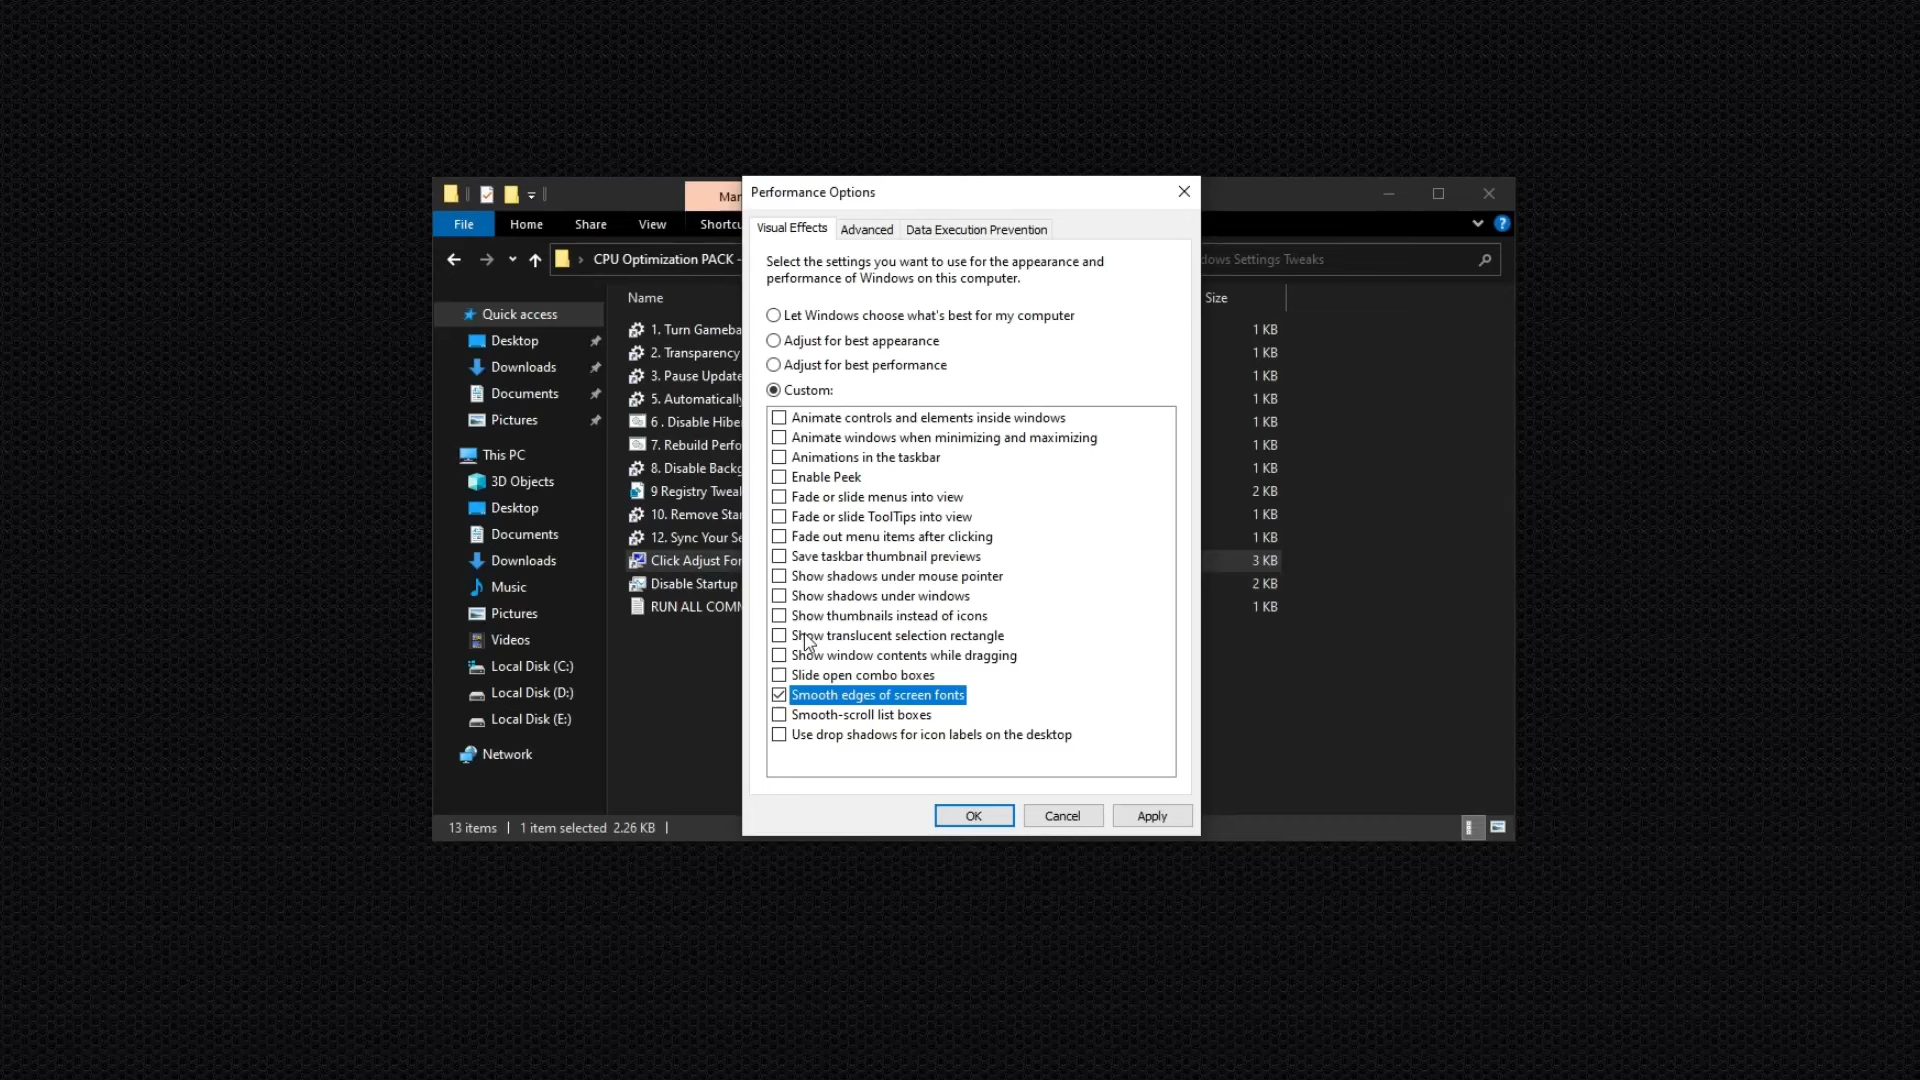 Mar
File
Home
Share
View
Shortcu
?
CPU Optimization PACK -
dows Settings Tweaks
Quick access
Desktop
Downloads
Documents
Pictures
This PC
3D Objects
Desktop
Documents
Downloads
Music
Pictures
Videos
Local Disk (C:)
Local Disk (D:)
Local Disk (E:)
Network
Name
Size
1. Turn Gameba
1 KB
2. Transparency
1 KB
3. Pause Update
1 KB
5. Automatically
1 KB
6 . Disable Hibe
1 KB
7. Rebuild Perfo
1 KB
8. Disable Backg
1 KB
9 Registry Tweal
2 KB
10. Remove Star
1 KB
12. Sync Your Se
1 KB
Click Adjust For
3 KB
Disable Startup
2 KB
RUN ALL COMM
1 KB
13 items
1 item selected 2.26 KB
Performance Options
Visual Effects
Advanced
Data Execution Prevention
Select the settings you want to use for the appearance and
performance of Windows on this computer.
Let Windows choose what's best for my computer
Adjust for best appearance
Adjust for best performance
Custom:
Animate controls and elements inside windows
Animate windows when minimizing and maximizing
Animations in the taskbar
Enable Peek
Fade or slide menus into view
Fade or slide ToolTips into view
Fade out menu items after clicking
Save taskbar thumbnail previews
Show shadows under mouse pointer
Show shadows under windows
Show thumbnails instead of icons
Show translucent selection rectangle
Show window contents while dragging
Slide open combo boxes
Smooth edges of screen fonts
Smooth-scroll list boxes
Use drop shadows for icon labels on the desktop
OK
Cancel
Apply